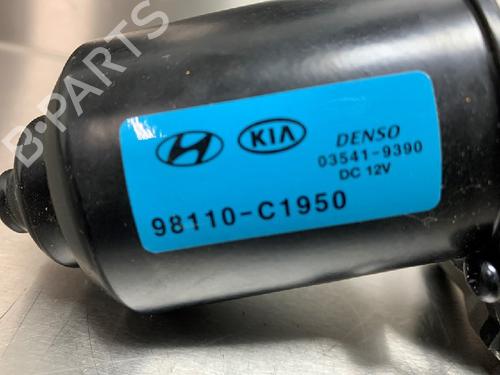 B-PARTS
KIA
DENSO
03541-9390
DC 12V
98110-C1950